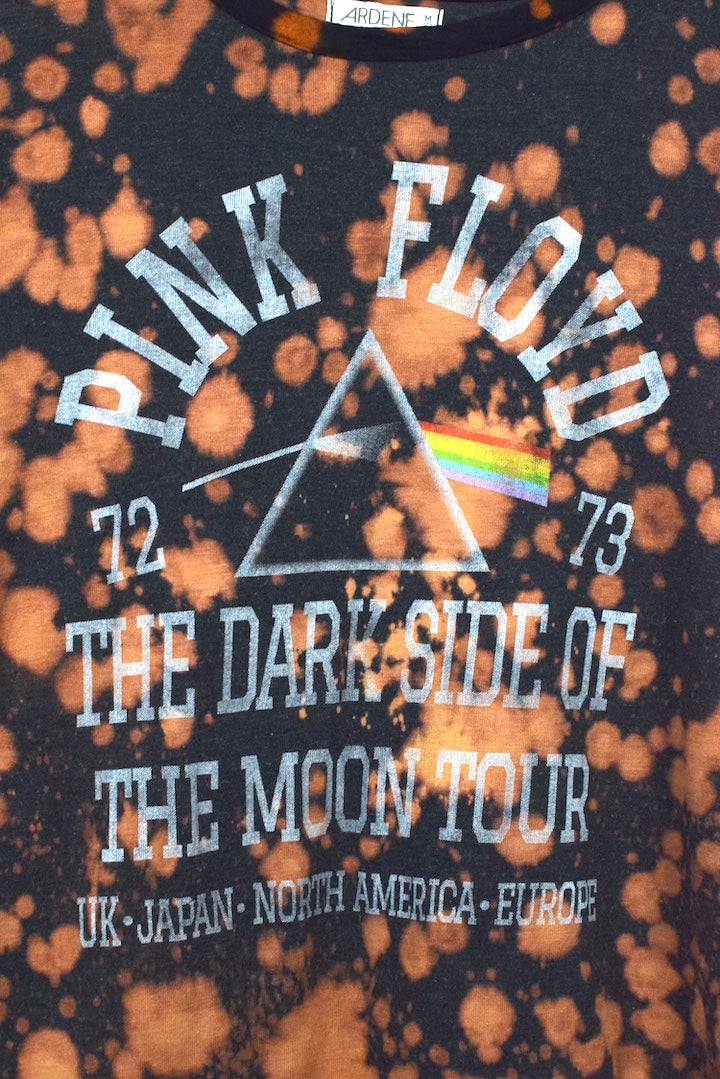 ARDENE M
PINK FLOYD
72 73
THE DARK SIDE OF
THE MOON TOUR
UK • JAPAN • NORTH AMERICA • EUROPE